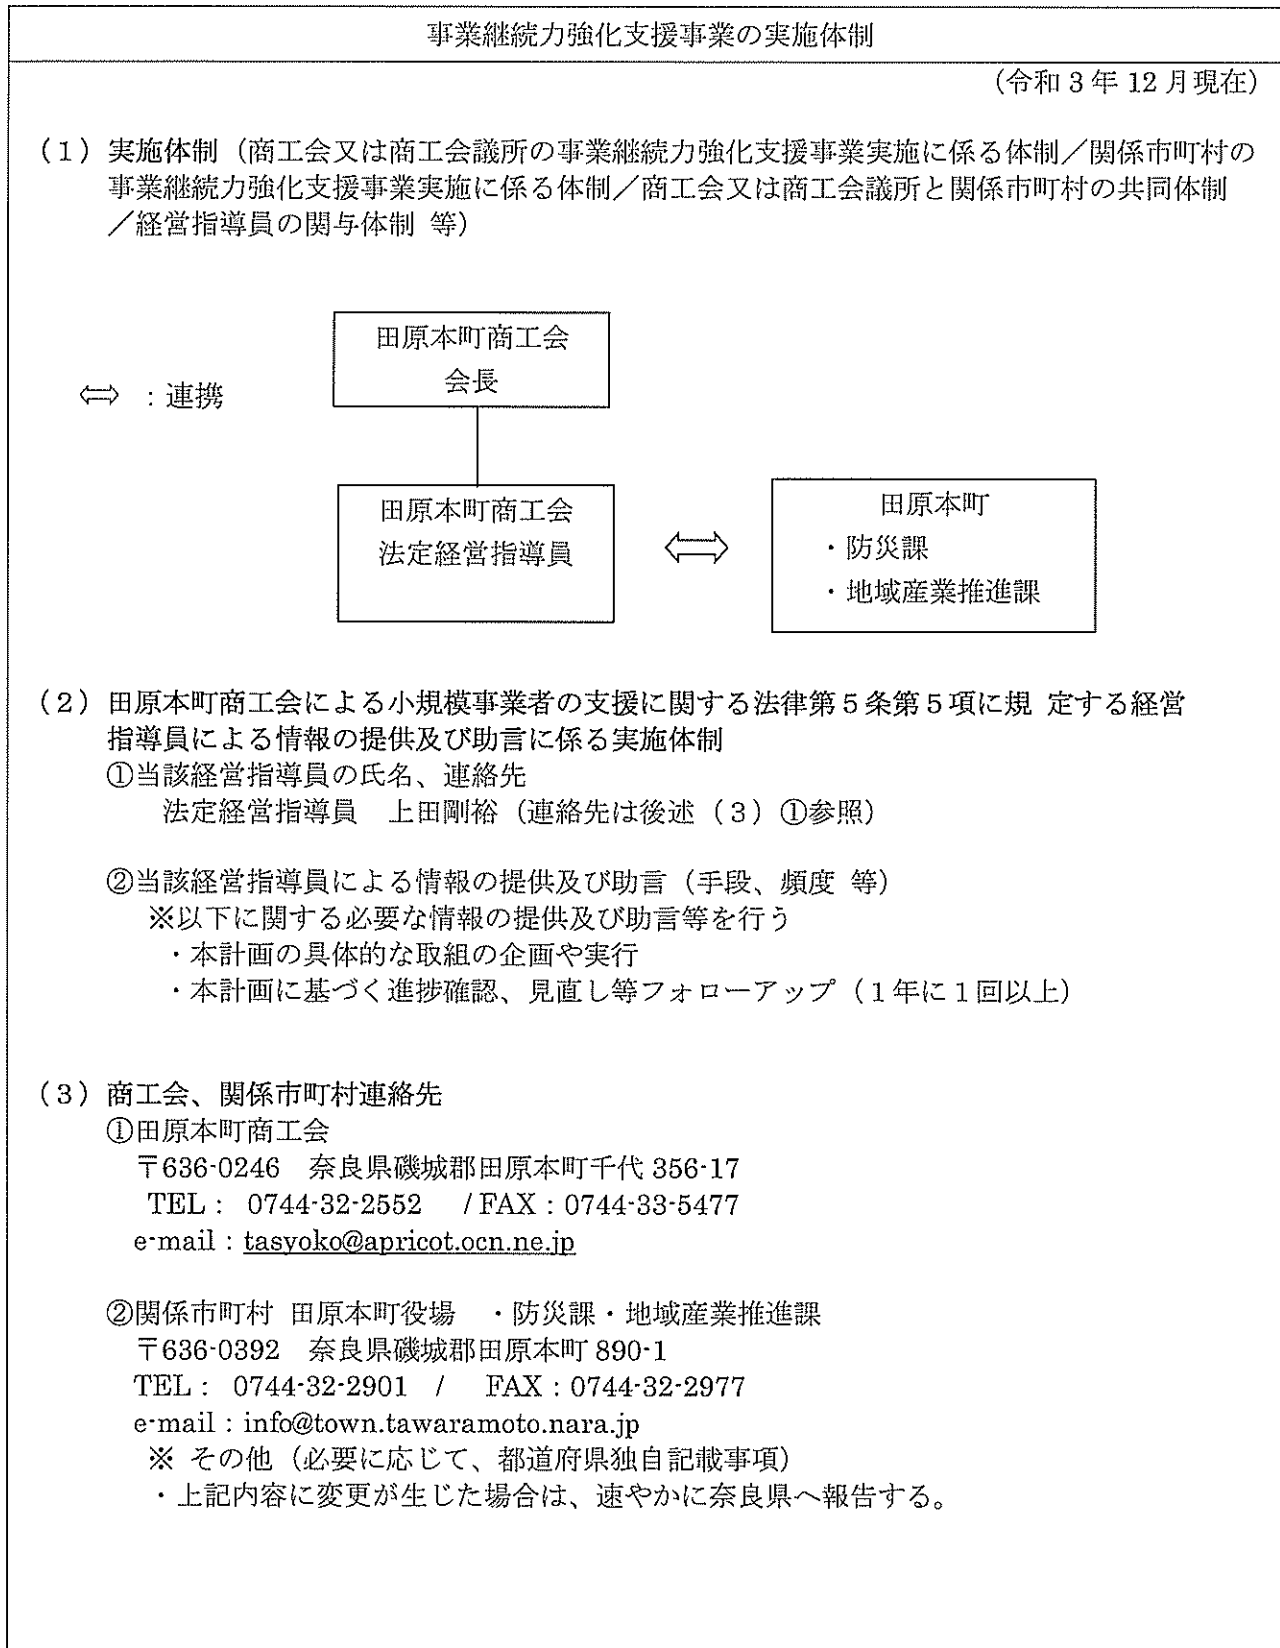 事業継続力強化支援事業の実施体制
(令和3年12月現在)
(1)実施体制(商工会又は商工会議所の事業継続力強化支援事業実施に係る体制/関係市町村の
事業継続力強化支援事業実施に係る体制/商工会又は商工会議所と関係市町村の共同体制
/経営指導員の関与体制 等)
田原本町商工会
会長
⇔ :連携
田原本町商工会
法定経営指導員
⇔
田原本町
・防災課
・地域産業推進課
(2)田原本町商工会による小規模事業者の支援に関する法律第5条第5項に規 定する経営
指導員による情報の提供及び助言に係る実施体制
①当該経営指導員の氏名、連絡先
法定経営指導員 上田剛裕(連絡先は後述(3)①参照)
②当該経営指導員による情報の提供及び助言(手段、頻度 等)
※以下に関する必要な情報の提供及び助言等を行う
・本計画の具体的な取組の企画や実行
・本計画に基づく進捗確認、見直し等フォローアップ(1年に1回以上)
(3)商工会、関係市町村連絡先
①田原本町商工会
〒636-0246 奈良県磯城郡田原本町千代 356-17
TEL: 0744-32-2552 / FAX:0744-33-5477
e-mail:tasyoko@apricot.ocn.ne.jp
②関係市町村 田原本町役場 ・防災課・地域産業推進課
〒636-0392 奈良県磯城郡田原本町 890-1
TEL: 0744-32-2901 / FAX:0744-32-2977
e-mail:info@town.tawaramoto.nara.jp
※ その他(必要に応じて、都道府県独自記載事項)
・上記内容に変更が生じた場合は、速やかに奈良県へ報告する。